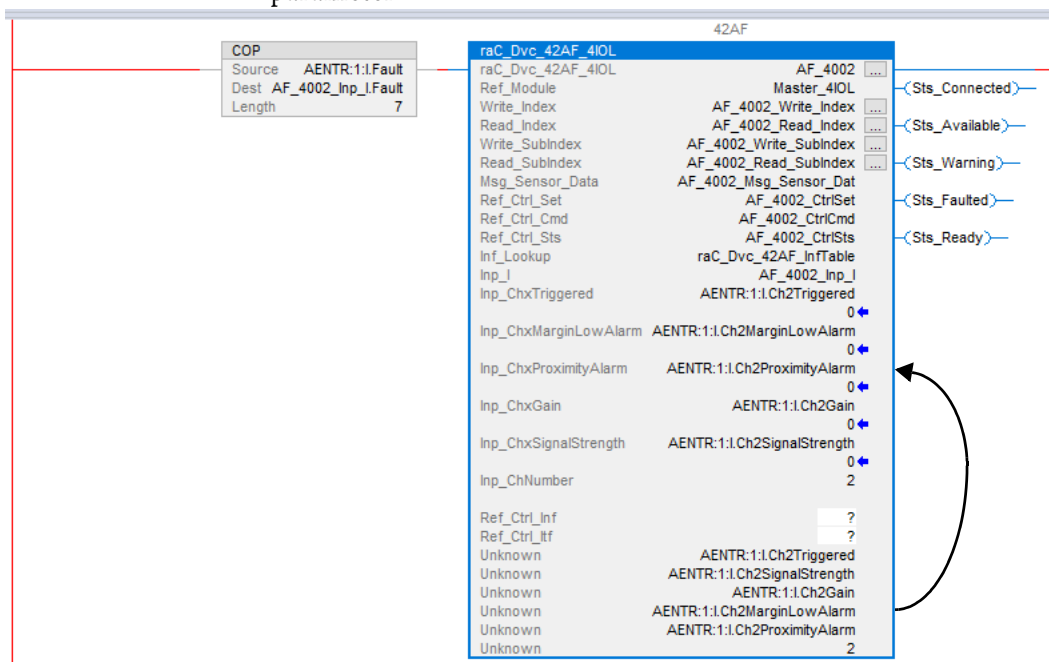 42AF
COP
Source AENTR:1:I.Fault
Dest AF_4002_Inp_I.Fault
Length 7
raC_Dvc_42AF_4IOL
raC_Dvc_42AF_4IOL AF_4002 ...
Ref_Module Master_4IOL
Write_Index AF_4002_Write_Index ...
Read_Index AF_4002_Read_Index ...
Write_SubIndex AF_4002_Write_SubIndex ...
Read_SubIndex AF_4002_Read_SubIndex ...
Msg_Sensor_Data AF_4002_Msg_Sensor_Dat
Ref_Ctrl_Set AF_4002_CtrlSet
Ref_Ctrl_Cmd AF_4002_CtrlCmd
Ref_Ctrl_Sts AF_4002_CtrlSts
Inf_Lookup raC_Dvc_42AF_InfTable
Inp_I AF_4002_Inp_I
Inp_ChxTriggered AENTR:1:I.Ch2Triggered
0
Inp_ChxMarginLowAlarm AENTR:1:I.Ch2MarginLowAlarm
0
Inp_ChxProximityAlarm AENTR:1:I.Ch2ProximityAlarm
0
Inp_ChxGain AENTR:1:I.Ch2Gain
0
Inp_ChxSignalStrength AENTR:1:I.Ch2SignalStrength
0
Inp_ChNumber 2
Ref_Ctrl_Inf ?
Ref_Ctrl_Itf ?
Unknown AENTR:1:I.Ch2Triggered
Unknown AENTR:1:I.Ch2SignalStrength
Unknown AENTR:1:I.Ch2Gain
Unknown AENTR:1:I.Ch2MarginLowAlarm
Unknown AENTR:1:I.Ch2ProximityAlarm
Unknown 2
(Sts_Connected)
(Sts_Available)
(Sts_Warning)
(Sts_Faulted)
(Sts_Ready)